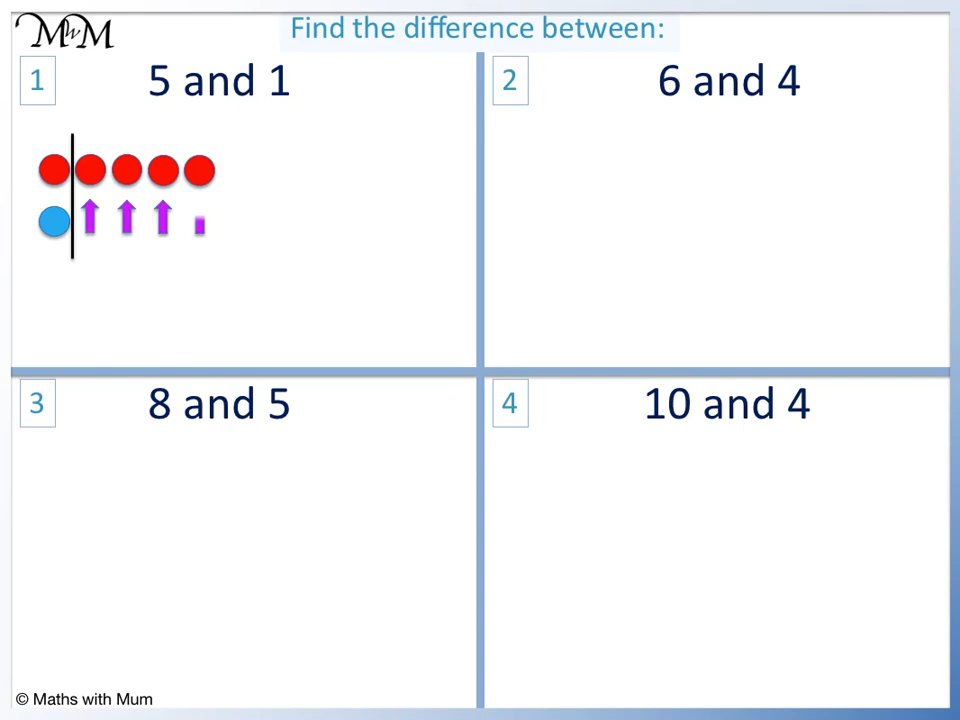 MwM
Find the difference between:
1
5 and 1
2
6 and 4
3
8 and 5
4
10 and 4
© Maths with Mum